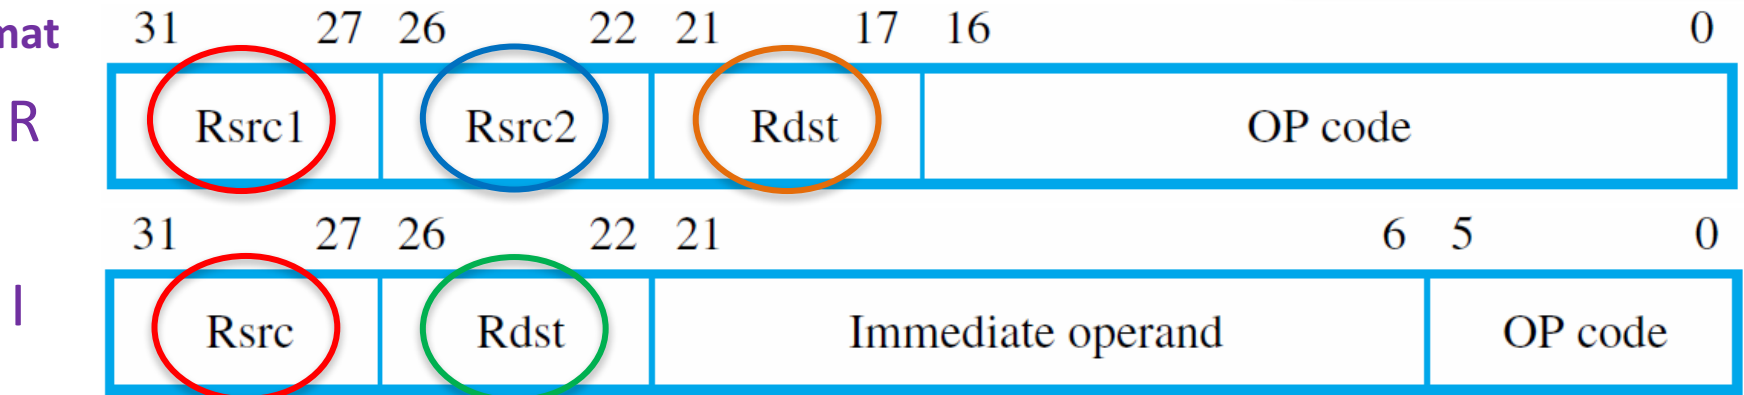 mat 31 27 26 22 21 17 16 0
R Rsrc1 Rsrc2 Rdst OP code
31 27 26 22 21 6 5 0
I Rsrc Rdst Immediate operand OP code